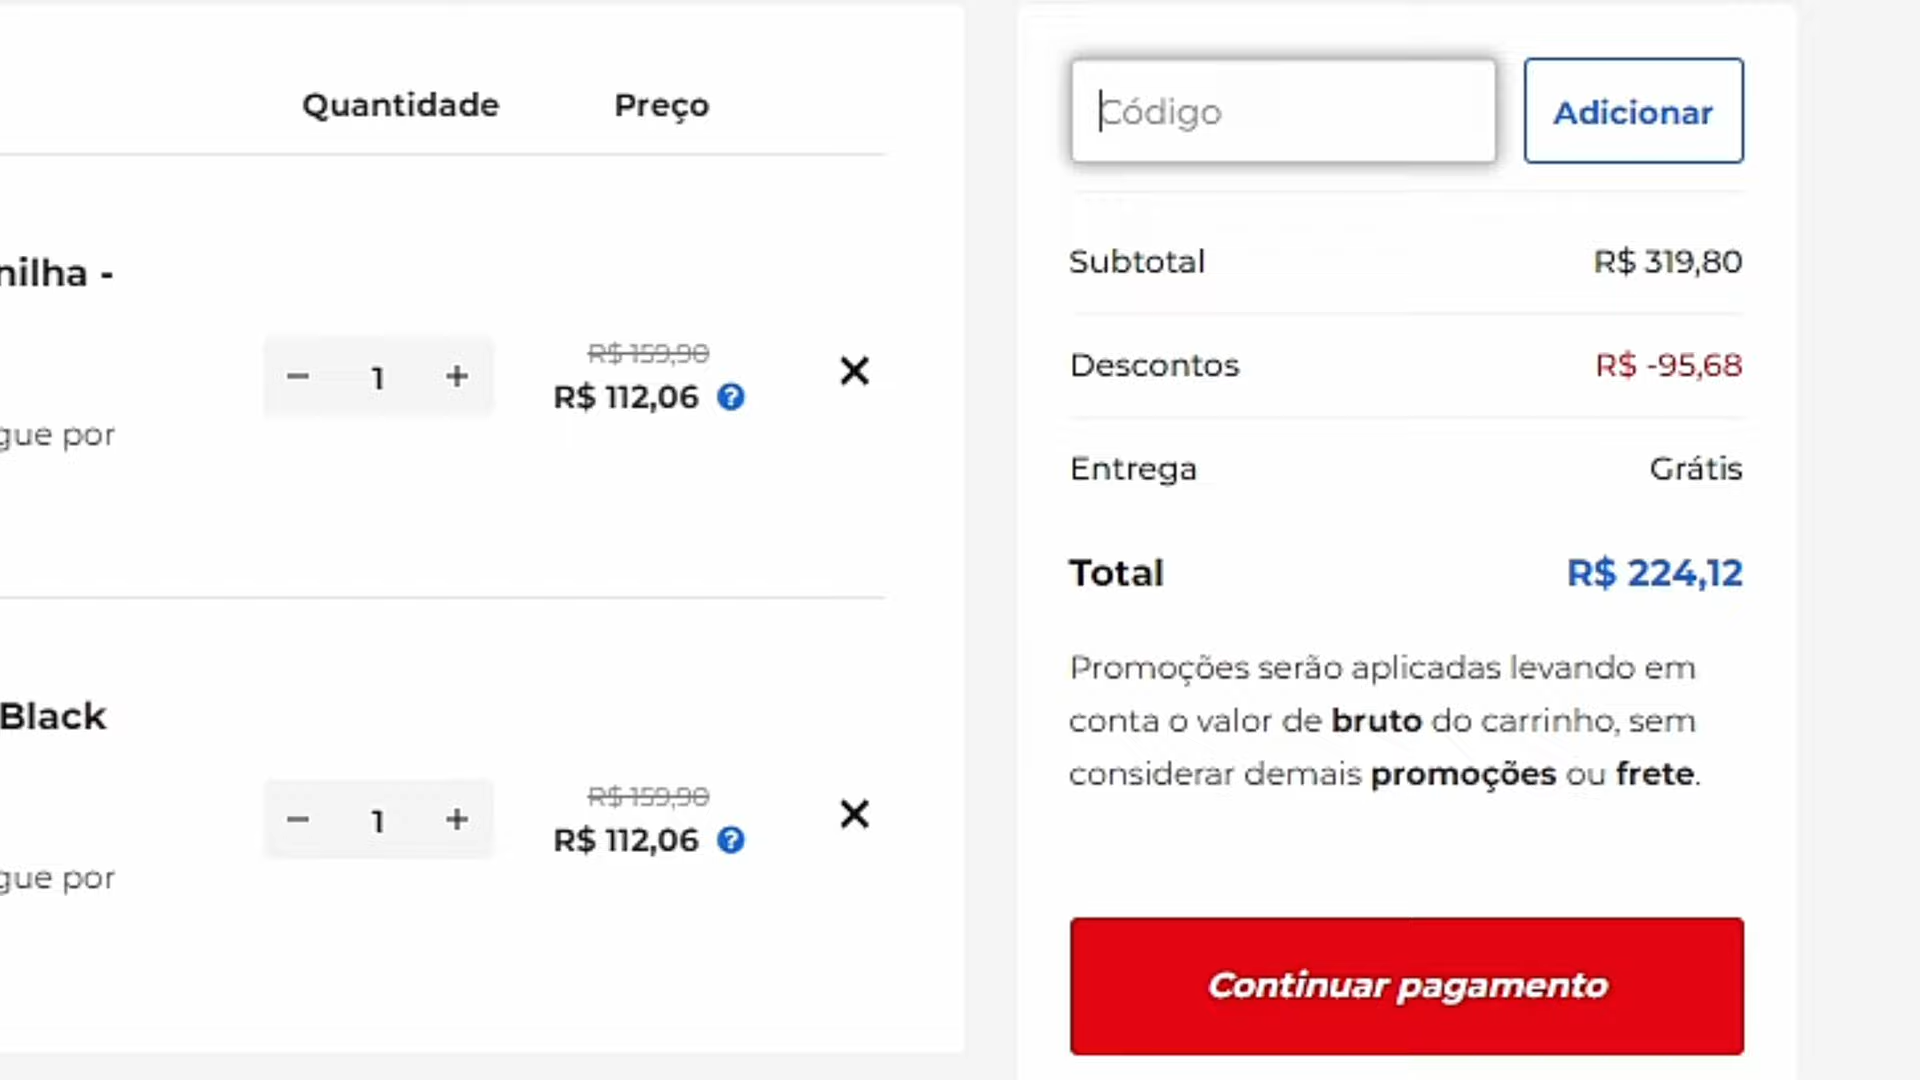 Quantidade Preço
nilha -
R$ 159,90
1
R$ 112,06
gue por
Black
R$ 159,90
1
R$ 112,06
gue por
Código
Adicionar
Subtotal R$ 319,80
Descontos R$ -95,68
Entrega Grátis
Total R$ 224,12
Promoções serão aplicadas levando em
conta o valor de bruto do carrinho, sem
considerar demais promoções ou frete.
Continuar pagamento